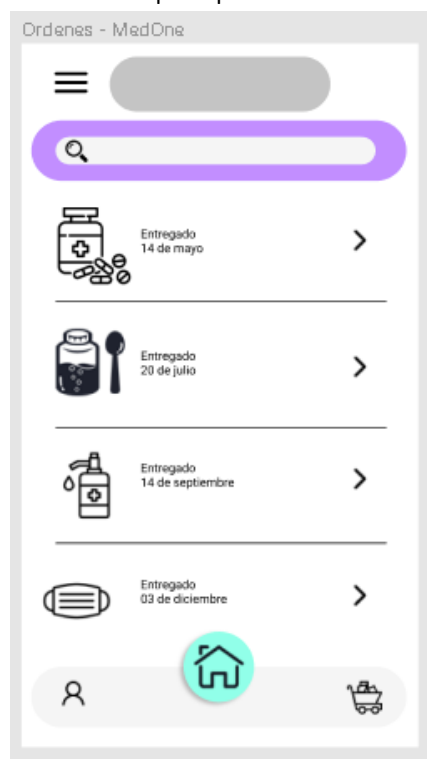 Ordenes - MedOne
Entregado
14 de mayo
Entregado
20 de julio
Entregado
14 de septiembre
Entregado
03 de diciembre